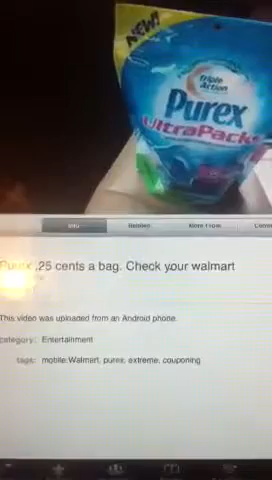 NEW!
triple
Action
Purex
UltraPacks
Info
Related
More From
Purex .25 cents a bag. Check your walmart
This video was uploaded from an Android phone.
category: Entertainment
tags: mobile Walmart, purex, extreme, couponing